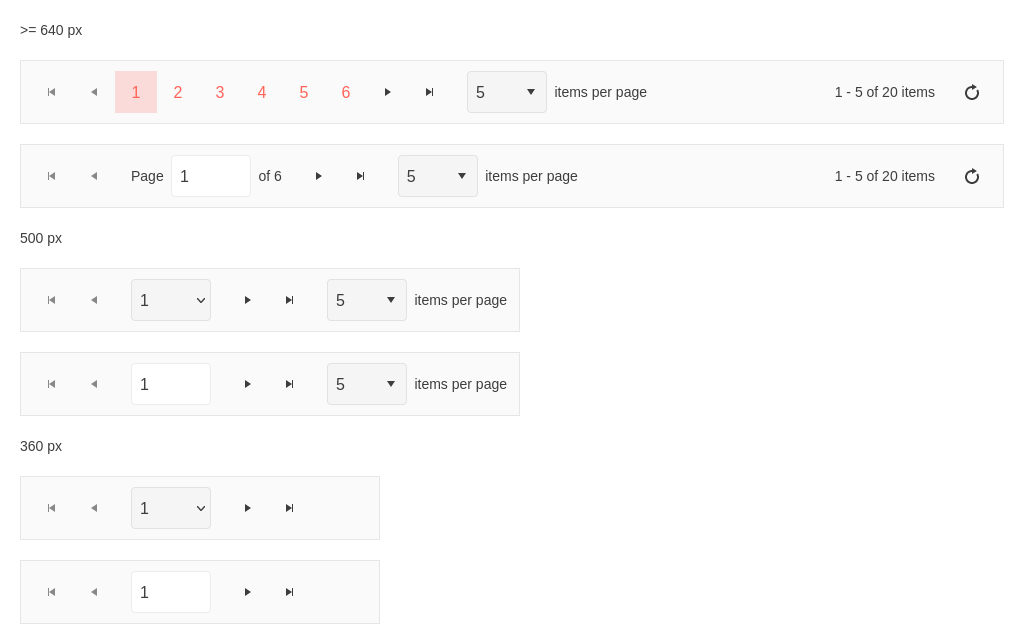 >= 640 px
1 2 3 4 5 6 5 items per page 1 - 5 of 20 items
Page 1 of 6 5 items per page 1 - 5 of 20 items
500 px
1 5 items per page
1 5 items per page
360 px
1
1